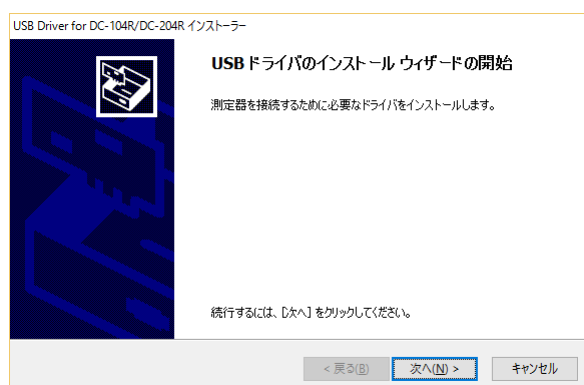 USB Driver for DC-104R/DC-204R インストーラー
USB ドライバのインストール ウィザードの開始
測定器を接続するために必要なドライバをインストールします。
続行するには、[次へ] をクリックしてください。
< 戻る(B)
次へ(N) >
キャンセル